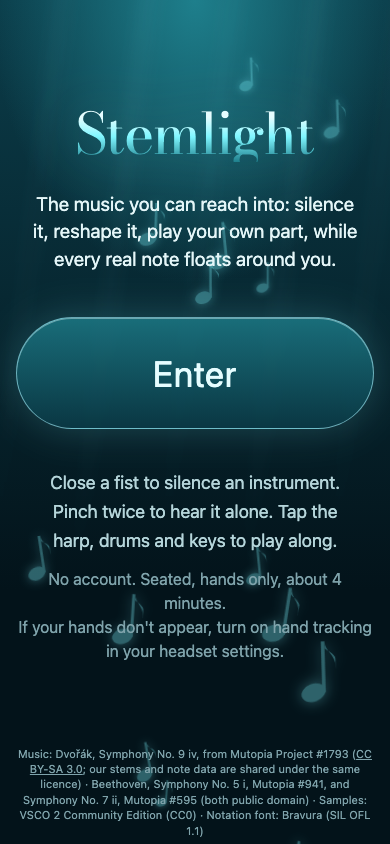 Stemlight
The music you can reach into: silence
it, reshape it, play your own part, while
every real note floats around you.
Enter
Close a fist to silence an instrument.
Pinch twice to hear it alone. Tap the
harp, drums and keys to play along.
No account. Seated, hands only, about 4
minutes.
If your hands don't appear, turn on hand tracking
in your headset settings.
Music: Dvořák, Symphony No. 9 iv, from Mutopia Project #1793 (CC
BY-SA 3.0; our stems and note data are shared under the same
licence) · Beethoven, Symphony No. 5 i, Mutopia #941, and
Symphony No. 7 ii, Mutopia #595 (both public domain) · Samples:
VSCO 2 Community Edition (CC0) · Notation font: Bravura (SIL OFL
1.1)